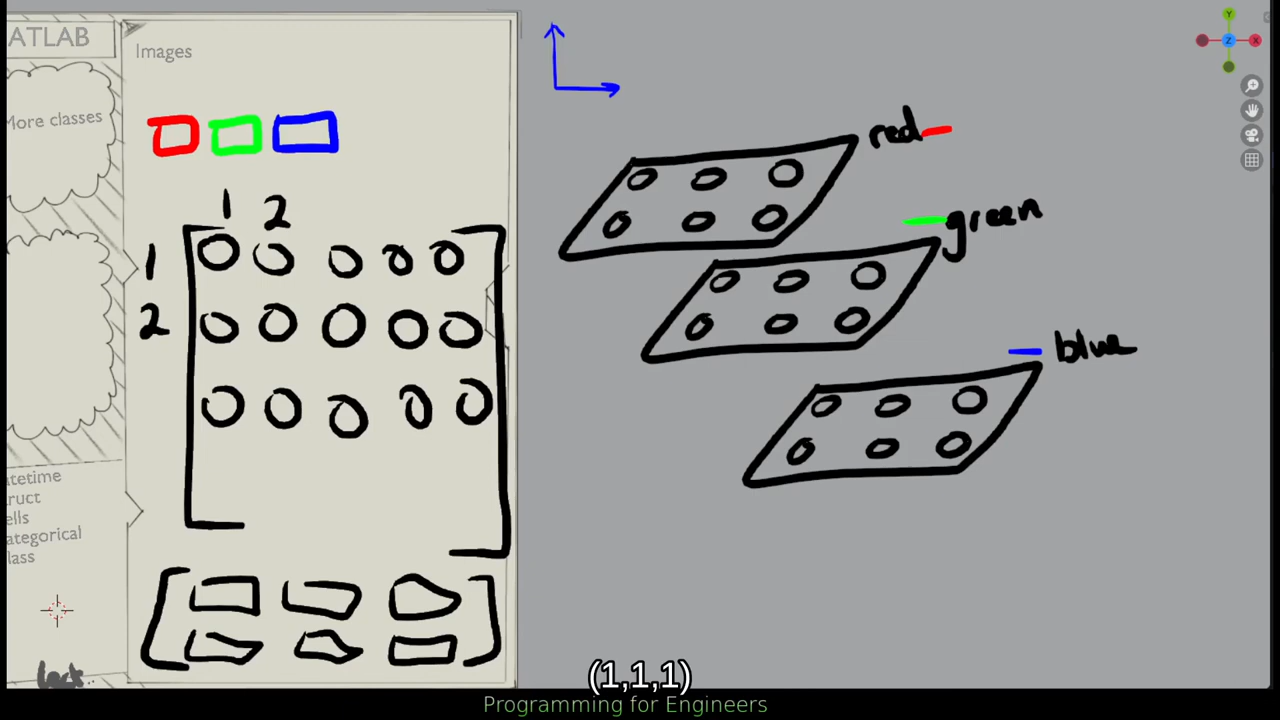 ATLAB
Images
More classes
1 2
1
2
red
green
blue
atetime
ruct
ells
ategorical
lass
(1,1,1)
Programming for Engineers
Y
Z
X